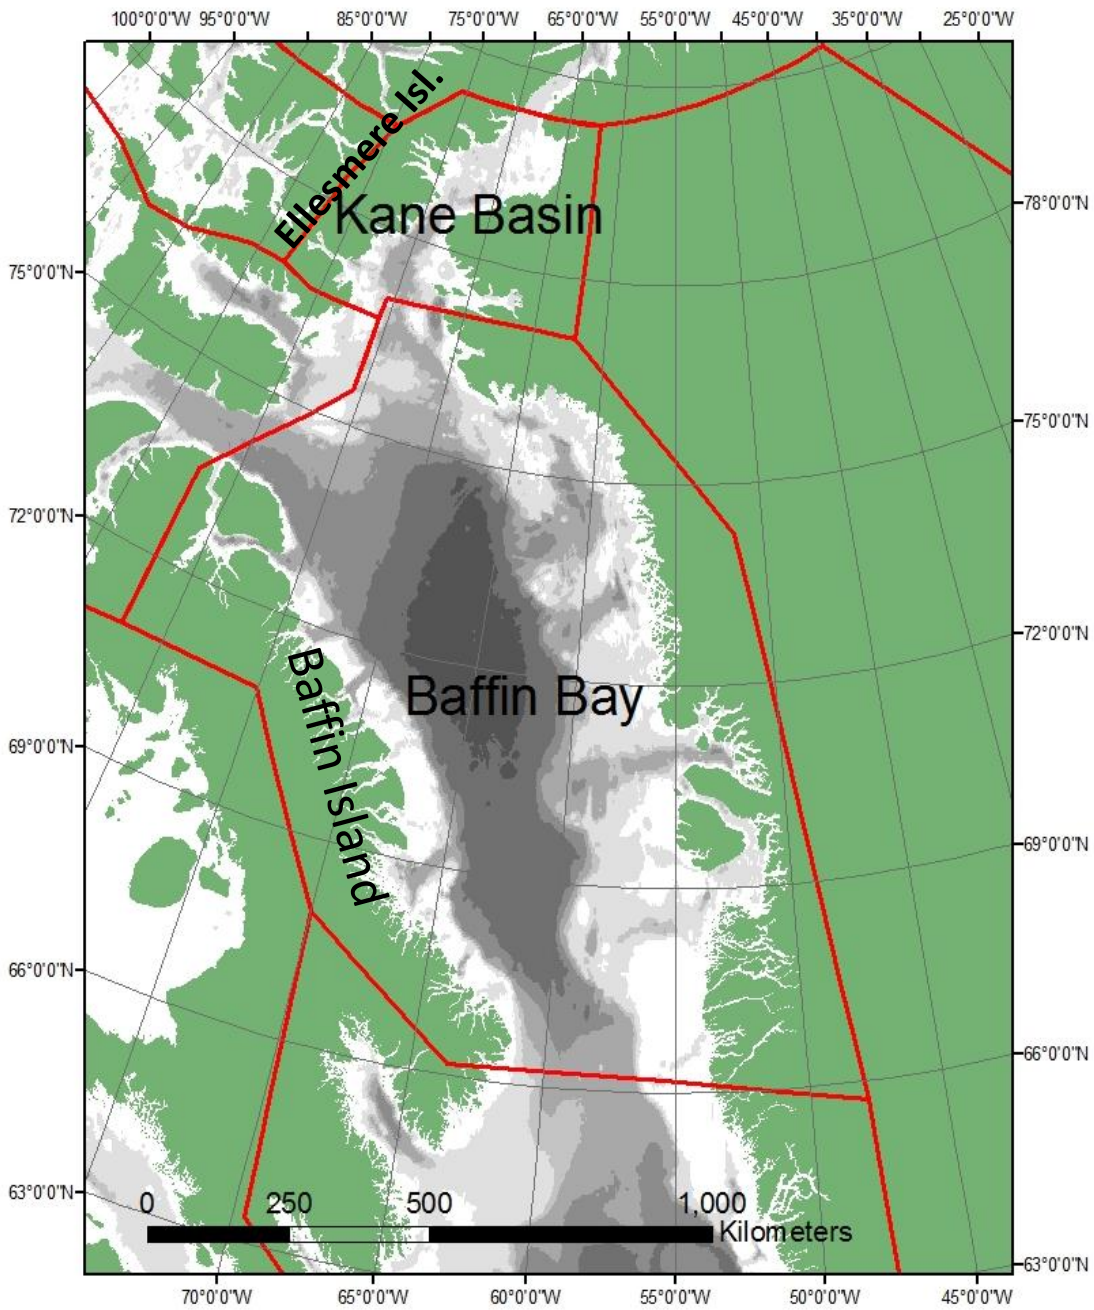 100°0'0"W 95°0'0"W 85°0'0"W 75°0'0"W 65°0'0"W 55°0'0"W 45°0'0"W 35°0'0"W 25°0'0"W
Ellesmere Isl.
Kane Basin
78°0'0"N
75°0'0"N
75°0'0"N
72°0'0"N
72°0'0"N
Baffin Island
Baffin Bay
69°0'0"N
69°0'0"N
66°0'0"N
66°0'0"N
63°0'0"N
0 250 500 1,000
Kilometers
63°0'0"N
70°0'0"W 65°0'0"W 60°0'0"W 55°0'0"W 50°0'0"W 45°0'0"W